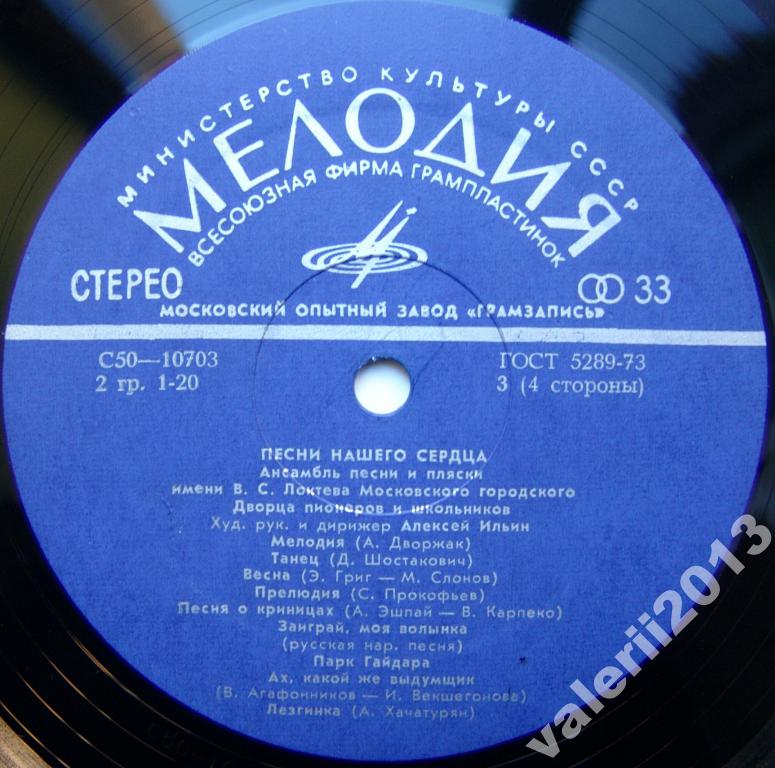 МИНИСТЕРСТВО КУЛЬТУРЫ СССР
МЕЛОДИЯ
ВСЕСОЮЗНАЯ ФИРМА ГРАМПЛАСТИНОК
СТЕРЕО
33
МОСКОВСКИЙ ОПЫТНЫЙ ЗАВОД «ГРАМЗАПИСЬ»
С50—10703
ГОСТ 5289-73
2 гр. 1-20
3 (4 стороны)
ПЕСНИ НАШЕГО СЕРДЦА
Ансамбль песни и пляски
имени В. С. Локтева Московского городского
Дворца пионеров и школьников
Худ. рук. и дирижер Алексей Ильин
Мелодия (А. Дворжак)
Танец (Д. Шостакович)
Весна (Э. Григ — М. Слонов)
Прелюдия (С. Прокофьев)
Песня о криницах (А. Эшпай — В. Карпеко)
Заиграй, моя волынка
(русская нар. песня)
Парк Гайдара
Ах, какой же выдумщик
(В. Агафонников — И. Векшегонова)
Лезгинка (А. Хачатурян)
valerii2013